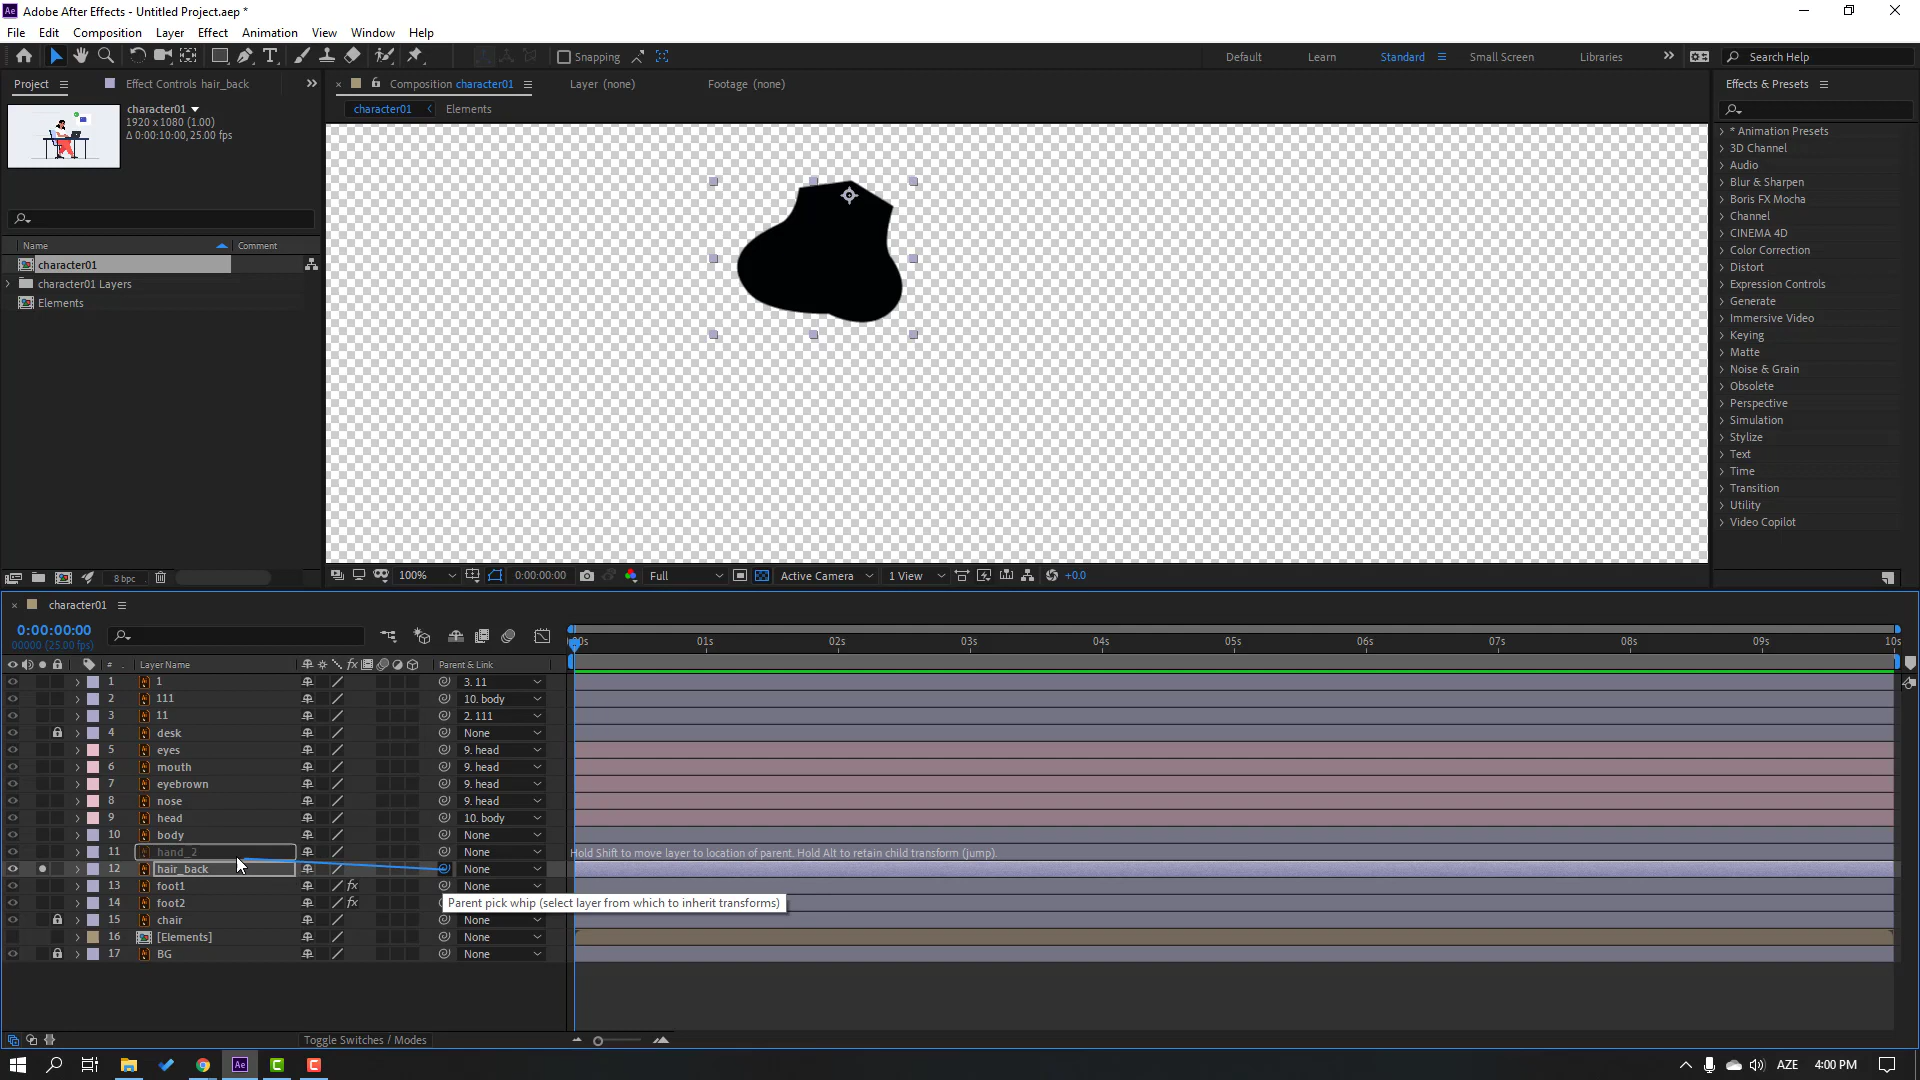 Adobe After Effects - Untitled Project.aep *
File Edit Composition Layer Effect Animation View Window Help
Snapping Default Learn Standard Small Screen Libraries Search Help
Project Effect Controls hair_back
Composition character01 Layer (none) Footage (none)
Effects & Presets
character01
1920 x 1080 (1.00)
Δ 0:00:10:00, 25.00 fps
character01 Elements
Name Comment
character01
character01 Layers
Elements
* Animation Presets
3D Channel
Audio
Blur & Sharpen
Boris FX Mocha
Channel
CINEMA 4D
Color Correction
Distort
Expression Controls
Generate
Immersive Video
Keying
Matte
Noise & Grain
Obsolete
Perspective
Simulation
Stylize
Text
Time
Transition
Utility
Video Copilot
8 bpc
100% 0:00:00:00 Full Active Camera 1 View +0.0
character01
0:00:00:00
00000 (25.00 fps)
:00s 01s 02s 03s 04s 05s 06s 07s 08s 09s 10s
# Layer Name fx Parent & Link
1 1 3. 11
2 111 10. body
3 11 2. 111
4 desk None
5 eyes 9. head
6 mouth 9. head
7 eyebrown 9. head
8 nose 9. head
9 head 10. body
10 body None
11 hand_2 None
Hold Shift to move layer to location of parent. Hold Alt to retain child transform (jump).
12 hair_back None
13 foot1 fx None
14 foot2 fx None
Parent pick whip (select layer from which to inherit transforms)
15 chair None
16 [Elements] None
17 BG None
Toggle Switches / Modes
Ae AZE 4:00 PM